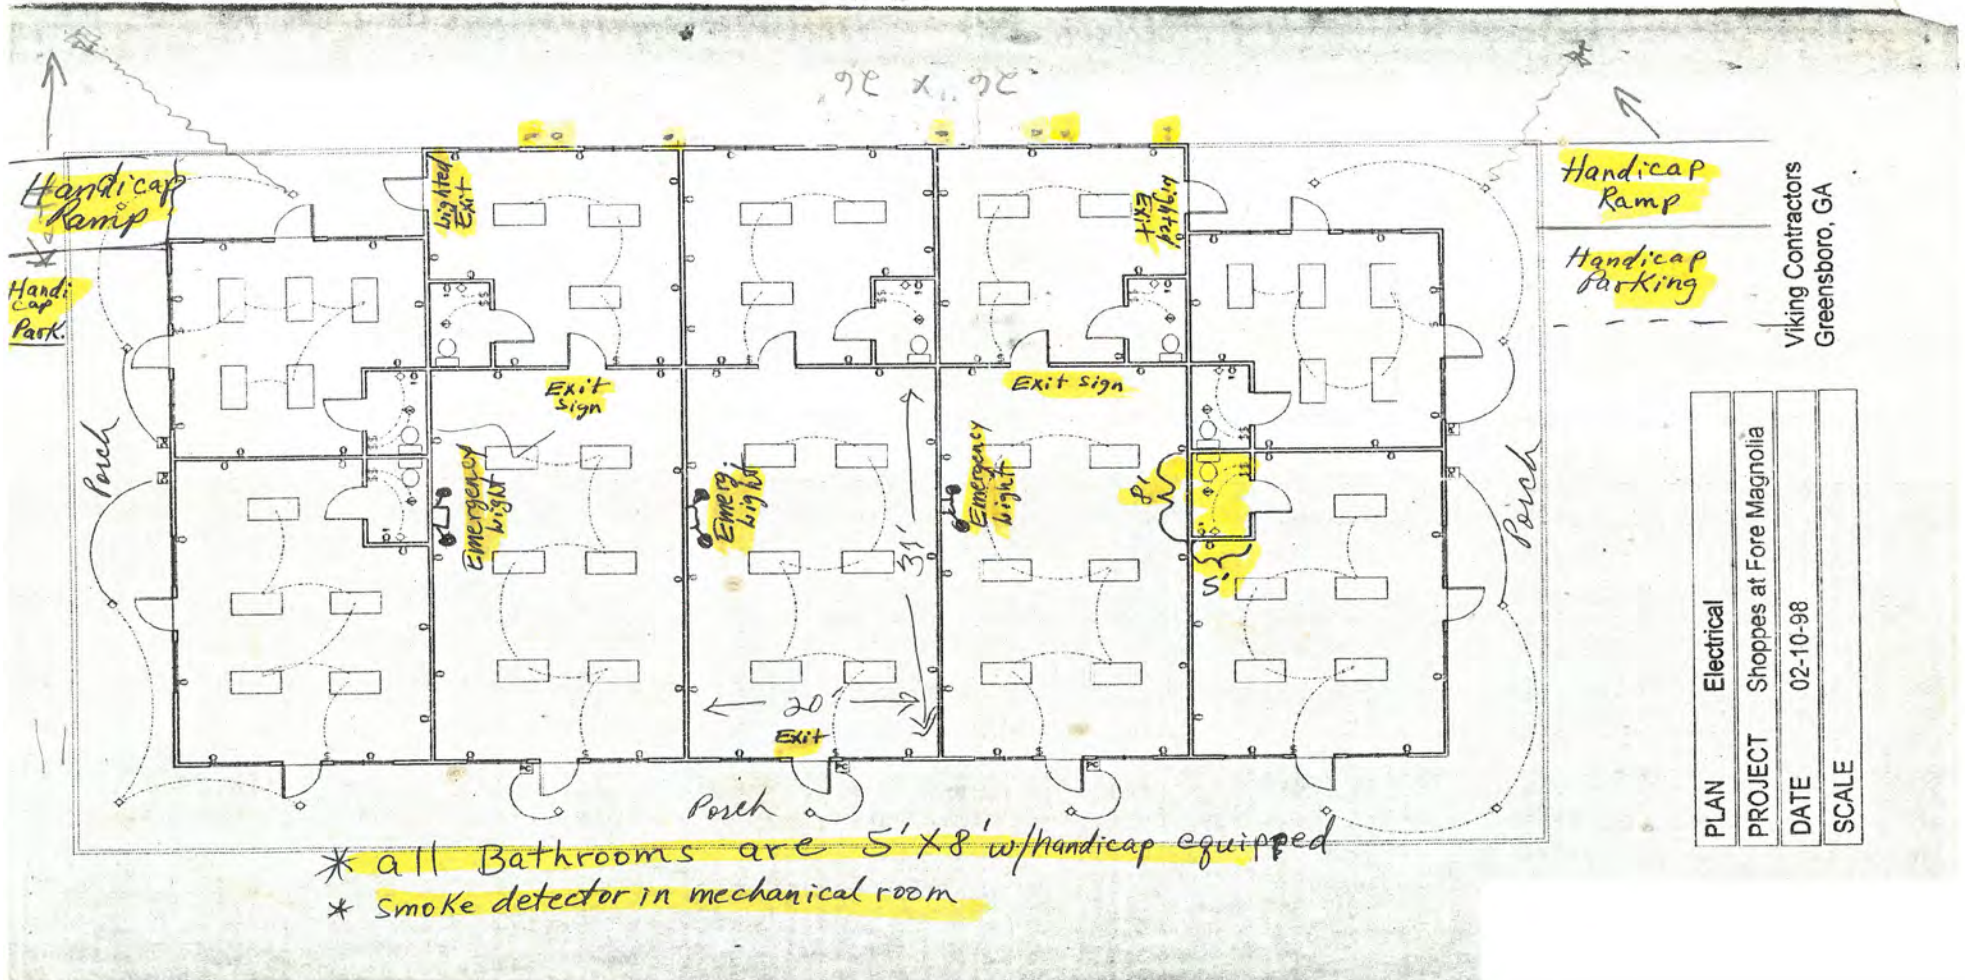 26 x 26
Handicap
Ramp
Handi
cap
Park.
Lighted
Exit
Lighted
Exit
Handicap
Ramp
Handicap
Parking
Viking Contractors
Greensboro, GA
Exit
sign
Exit sign
Emergency
Light
Emerg.
Light
Emergency
Light
8'
5'
31'
20'
Exit
Porch
Porch
Porch
PLAN Electrical
PROJECT Shoppes at Fore Magnolia
DATE 02-10-98
SCALE
* all Bathrooms are 5' X 8' w/handicap equipped
* Smoke detector in mechanical room